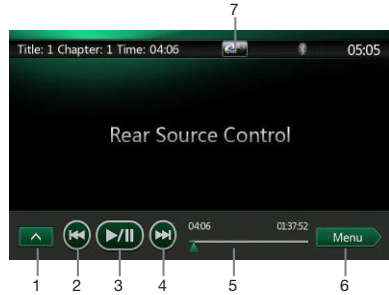 7
Title: 1 Chapter: 1 Time: 04:06 05:05
Rear Source Control
04:06 01:37:52
Menu
1 2 3 4 5 6